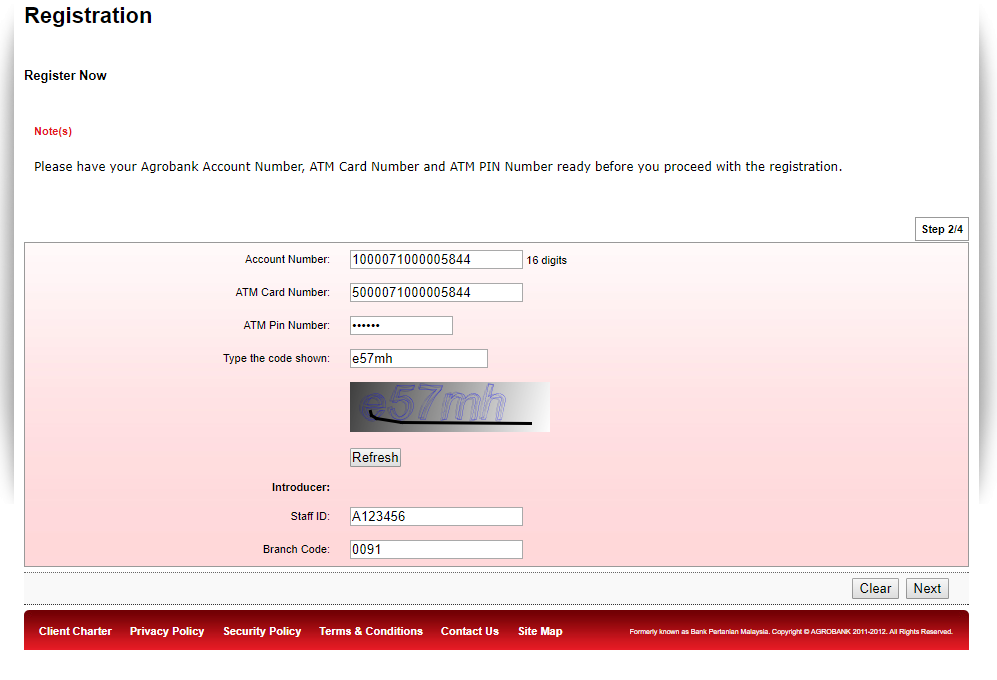 Registration
Register Now
Note(s)
Please have your Agrobank Account Number, ATM Card Number and ATM PIN Number ready before you proceed with the registration.
Step 2/4
Account Number: 1000071000005844 16 digits
ATM Card Number: 5000071000005844
ATM Pin Number: ••••••
Type the code shown: e57mh
e57mh
Refresh
Introducer:
Staff ID: A123456
Branch Code: 0091
Clear Next
Client Charter Privacy Policy Security Policy Terms & Conditions Contact Us Site Map Formerly known as Bank Pertanian Malaysia. Copyright © AGROBANK 2011-2012. All Rights Reserved.